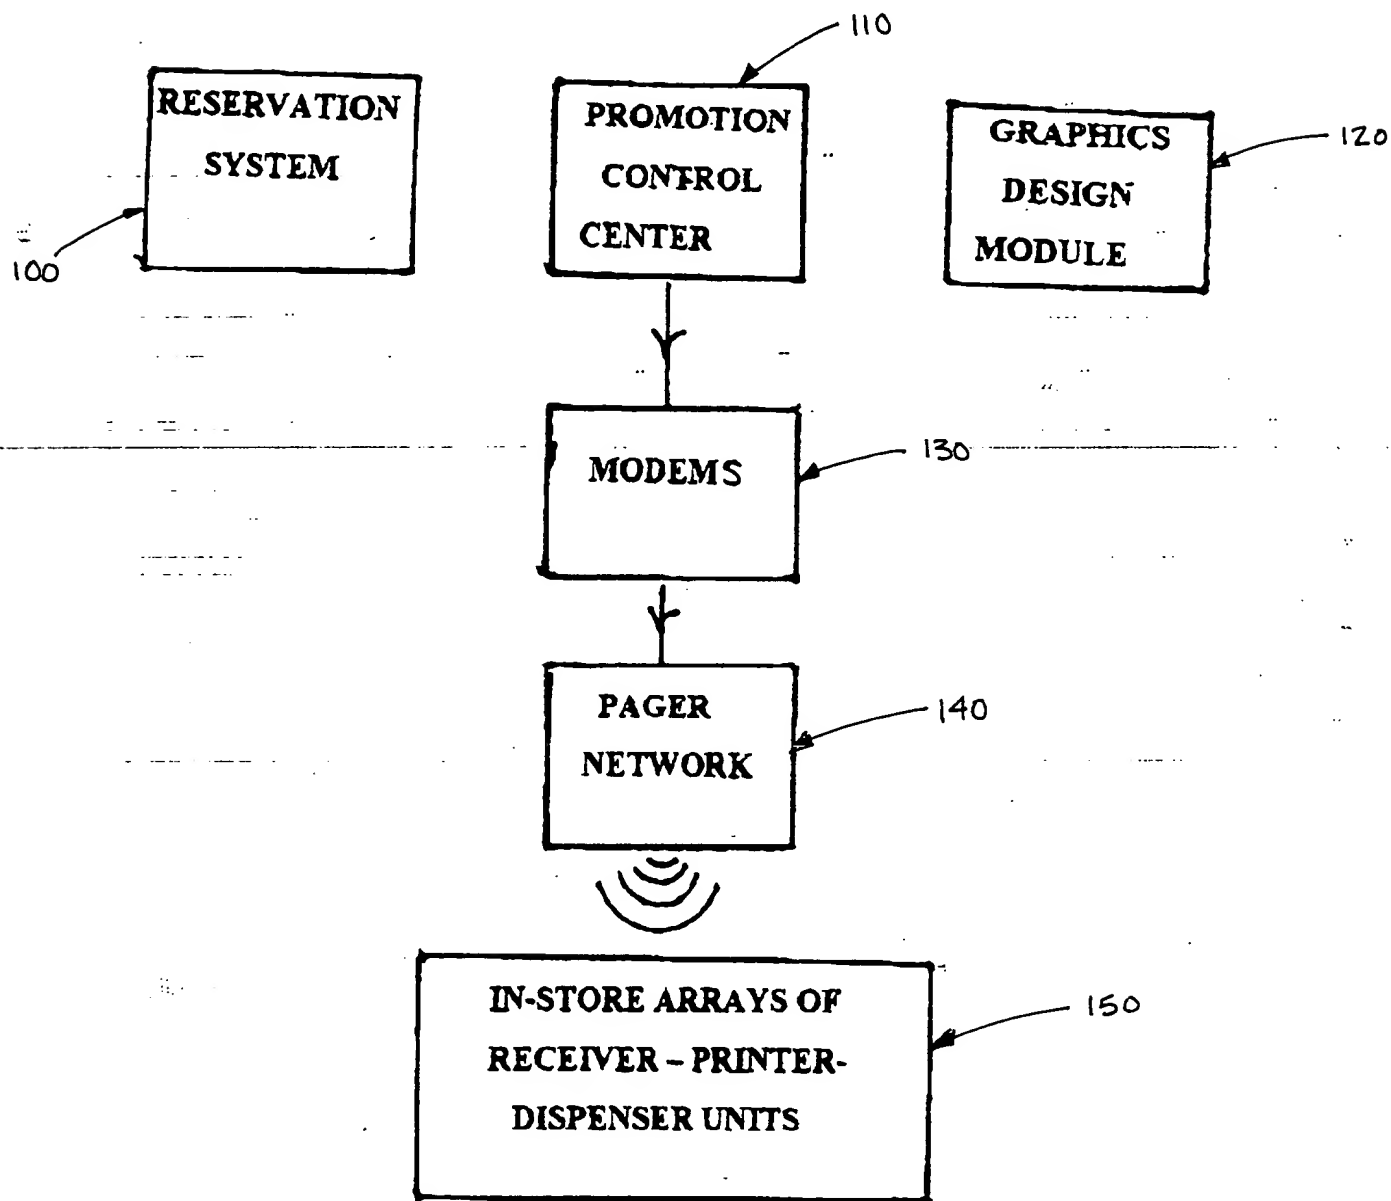 110
RESERVATION
SYSTEM
100
PROMOTION
CONTROL
CENTER
GRAPHICS
DESIGN
MODULE
120
MODEMS
130
PAGER
NETWORK
140
IN-STORE ARRAYS OF
RECEIVER – PRINTER-
DISPENSER UNITS
150